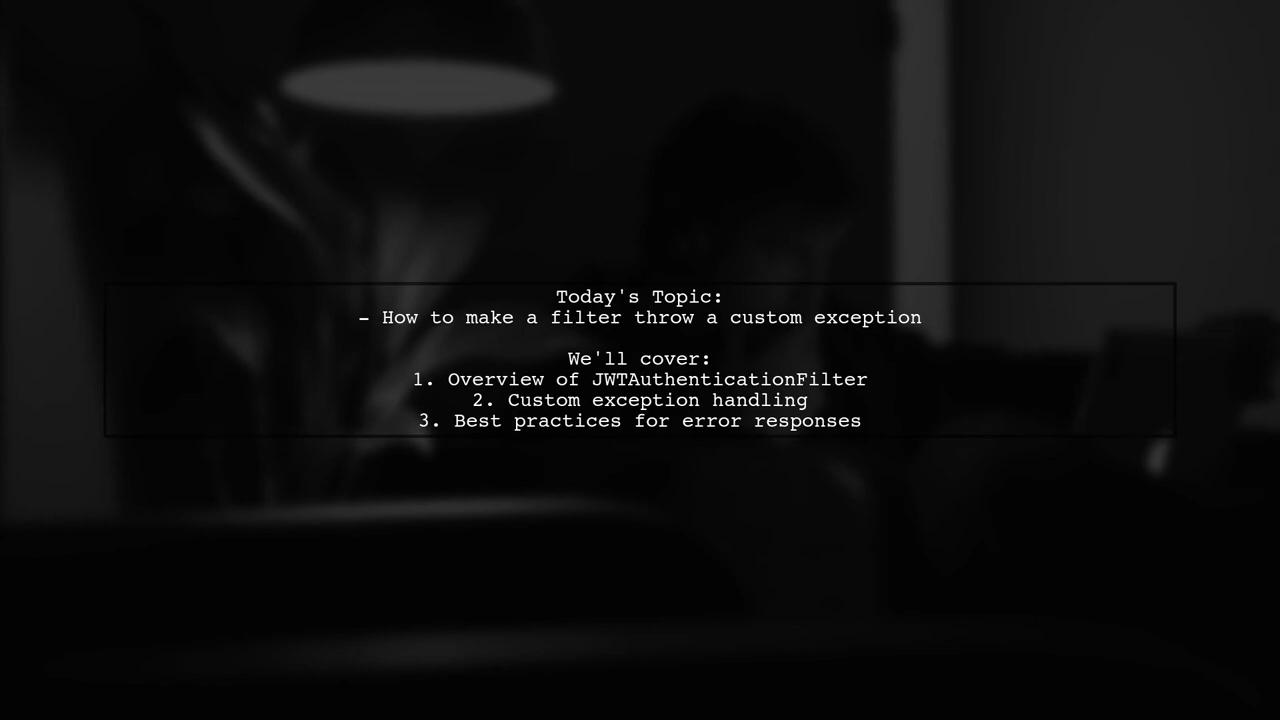 Today's Topic:
- How to make a filter throw a custom exception
We'll cover:
1. Overview of JWTAuthenticationFilter
2. Custom exception handling
3. Best practices for error responses